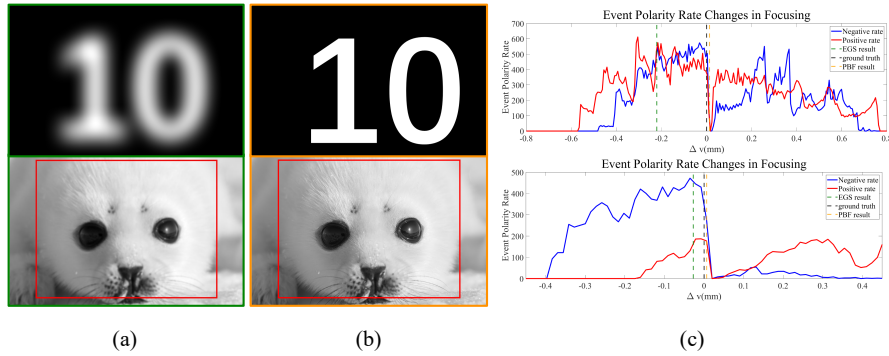 10
10
Event Polarity Rate Changes in Focusing
Event Polarity Rate
700
600
500
400
300
200
100
0
-0.8
-0.6
-0.4
-0.2
0
0.2
0.4
0.6
0.8
Δ v(mm)
Negative rate
Positive rate
EGS result
ground truth
PBF result
Event Polarity Rate Changes in Focusing
Event Polarity Rate
500
400
300
200
100
0
-0.4
-0.3
-0.2
-0.1
0
0.1
0.2
0.3
0.4
Δ v(mm)
Negative rate
Positive rate
EGS result
ground truth
PBF result
(a)
(b)
(c)